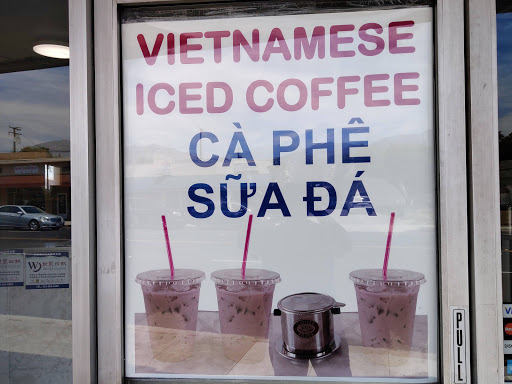 VIETNAMESE
ICED COFFEE
CÀ PHÊ
SỮA ĐÁ
PULL